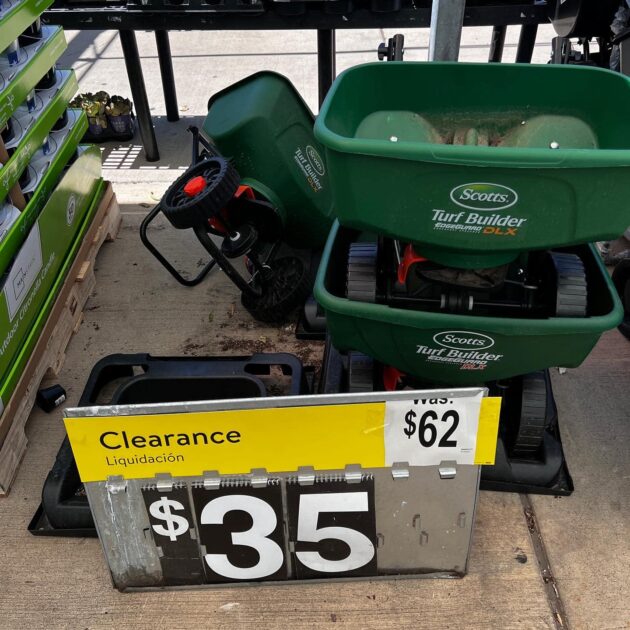 Scotts
Turf Builder
EDGEGUARD DLX
Scotts
Turf Builder
EDGEGUARD DLX
Scotts
Turf Builder
Was:
$62
Clearance
Liquidación
$35